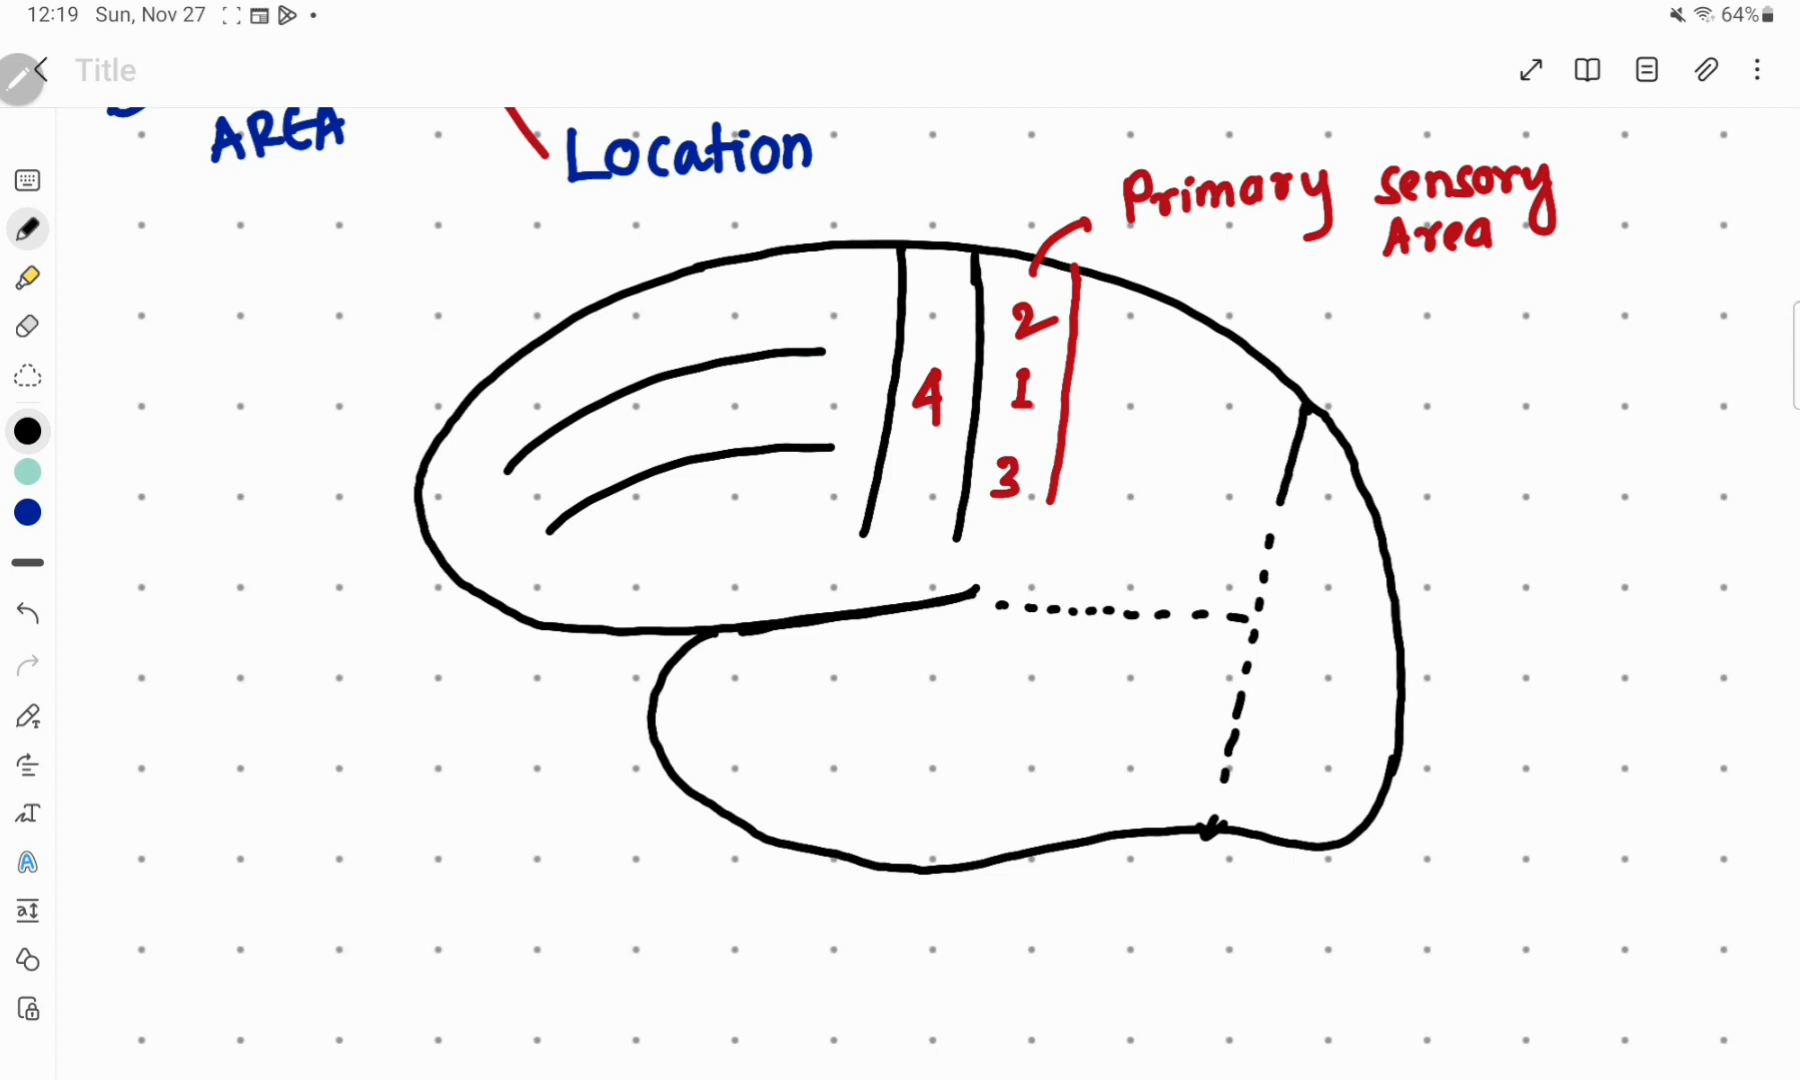 12:19 Sun, Nov 27
64%
Title
AREA
Location
Primary sensory
Area
2
4
1
3